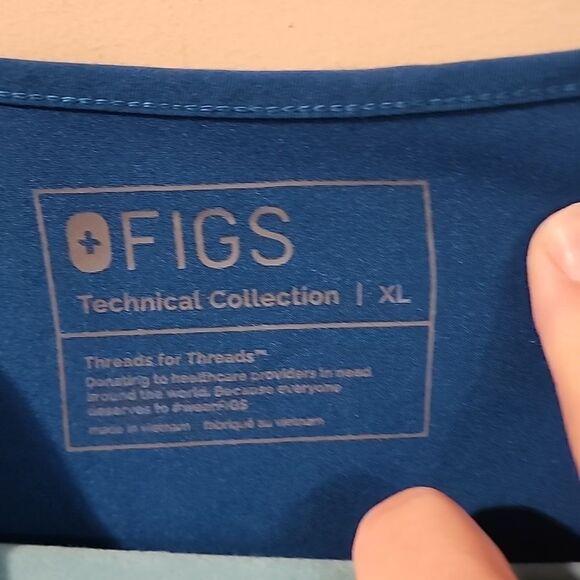 FIGS
Technical Collection | XL
Threads for Threads™
Donating to healthcare providers in need
around the world. Because everyone
deserves to #wearFIGS
made in vietnam fabriqué au vietnam